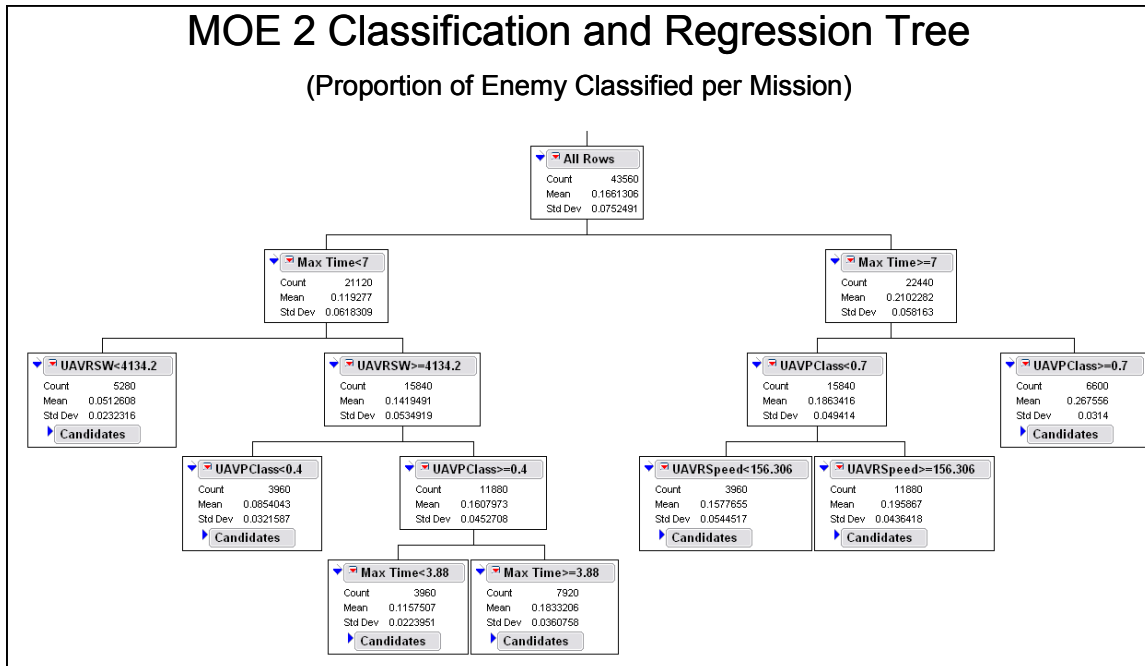 MOE 2 Classification and Regression Tree
(Proportion of Enemy Classified per Mission)
All Rows
Count 43560
Mean 0.1661306
Std Dev 0.0752491
Max Time<7
Count 21120
Mean 0.119277
Std Dev 0.0618309
Max Time>=7
Count 22440
Mean 0.2102282
Std Dev 0.058163
UAVRSW<4134.2
Count 5280
Mean 0.0512608
Std Dev 0.0232316
Candidates
UAVRSW>=4134.2
Count 15840
Mean 0.1419491
Std Dev 0.0534919
UAVPClass<0.7
Count 15840
Mean 0.1863416
Std Dev 0.049414
UAVPClass>=0.7
Count 6600
Mean 0.267556
Std Dev 0.0314
Candidates
UAVPClass<0.4
Count 3960
Mean 0.0854043
Std Dev 0.0321587
Candidates
UAVPClass>=0.4
Count 11880
Mean 0.1607973
Std Dev 0.0452708
UAVRSpeed<156.306
Count 3960
Mean 0.1577655
Std Dev 0.0544517
Candidates
UAVRSpeed>=156.306
Count 11880
Mean 0.195867
Std Dev 0.0436418
Candidates
Max Time<3.88
Count 3960
Mean 0.1157507
Std Dev 0.0223951
Candidates
Max Time>=3.88
Count 7920
Mean 0.1833206
Std Dev 0.0360758
Candidates